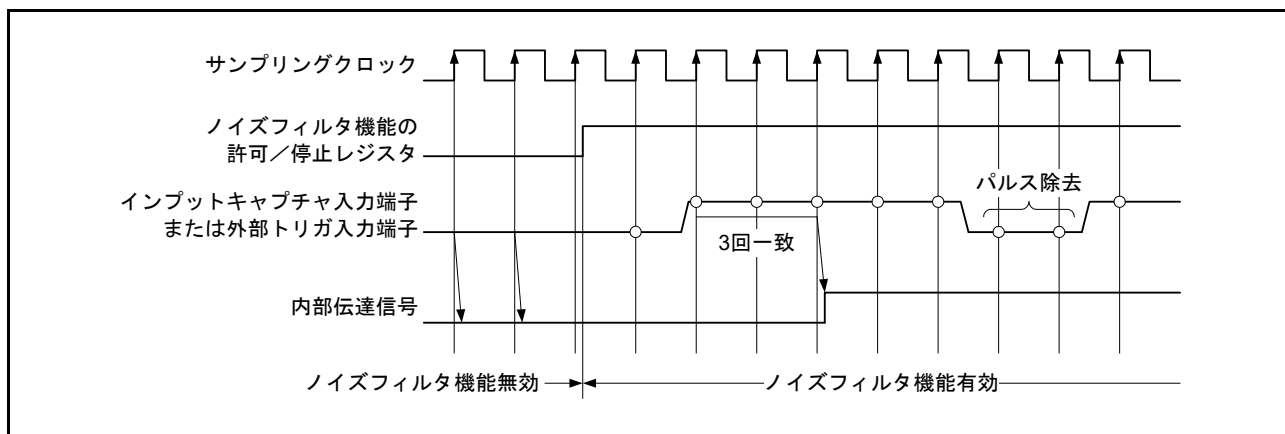 サンプリングクロック
ノイズフィルタ機能の
許可／停止レジスタ
インプットキャプチャ入力端子
または外部トリガ入力端子
パルス除去
3回一致
内部伝達信号
ノイズフィルタ機能無効
ノイズフィルタ機能有効